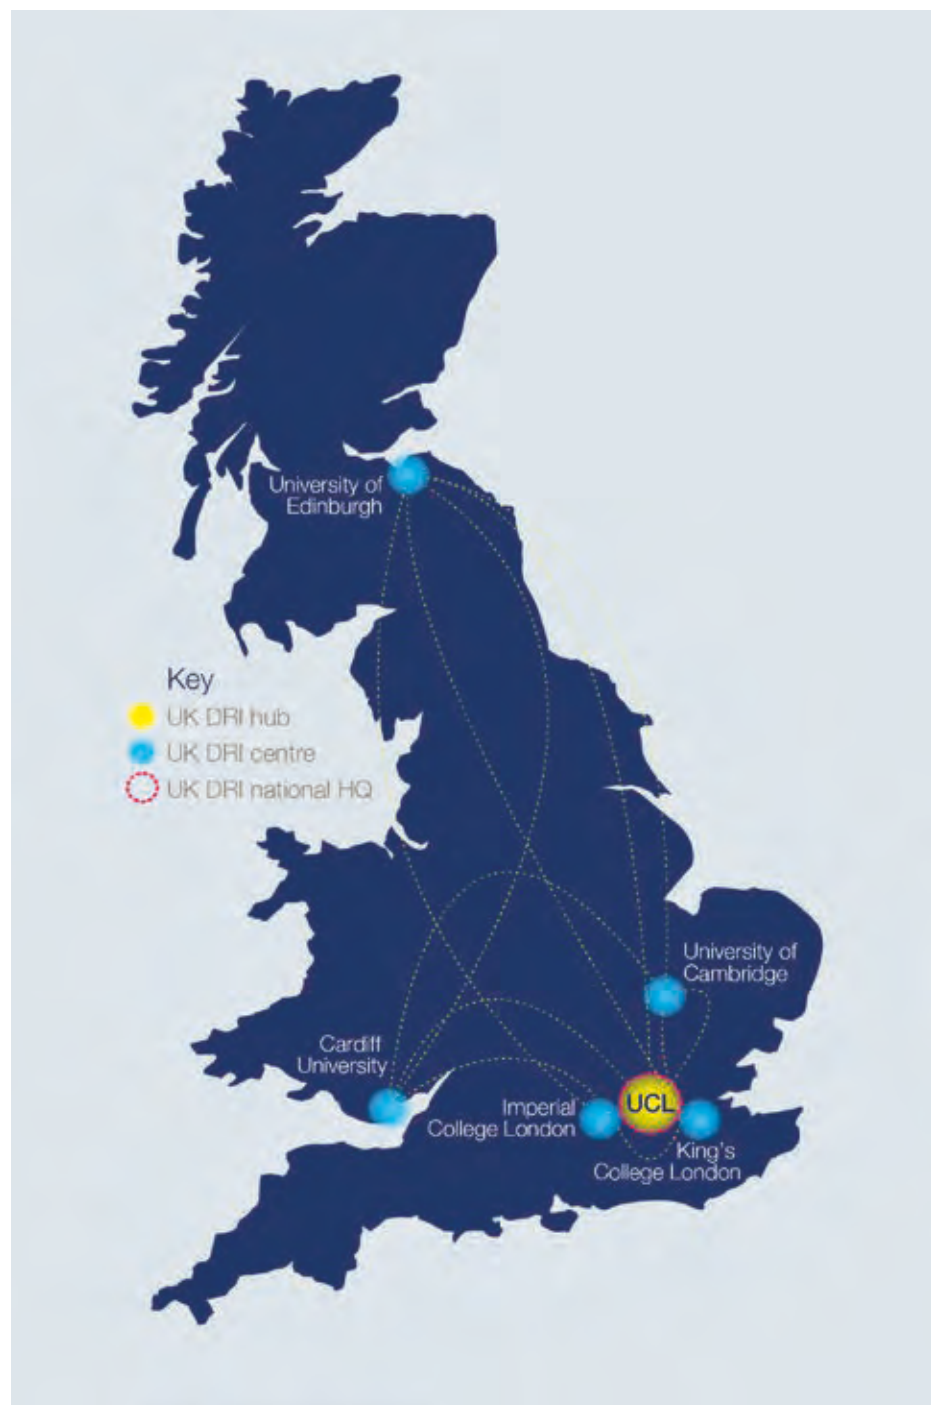 University of
Edinburgh
Key
UK DRI hub
UK DRI centre
UK DRI national HQ
University of
Cambridge
Cardiff
University
Imperial
College London
UCL
King's
College London